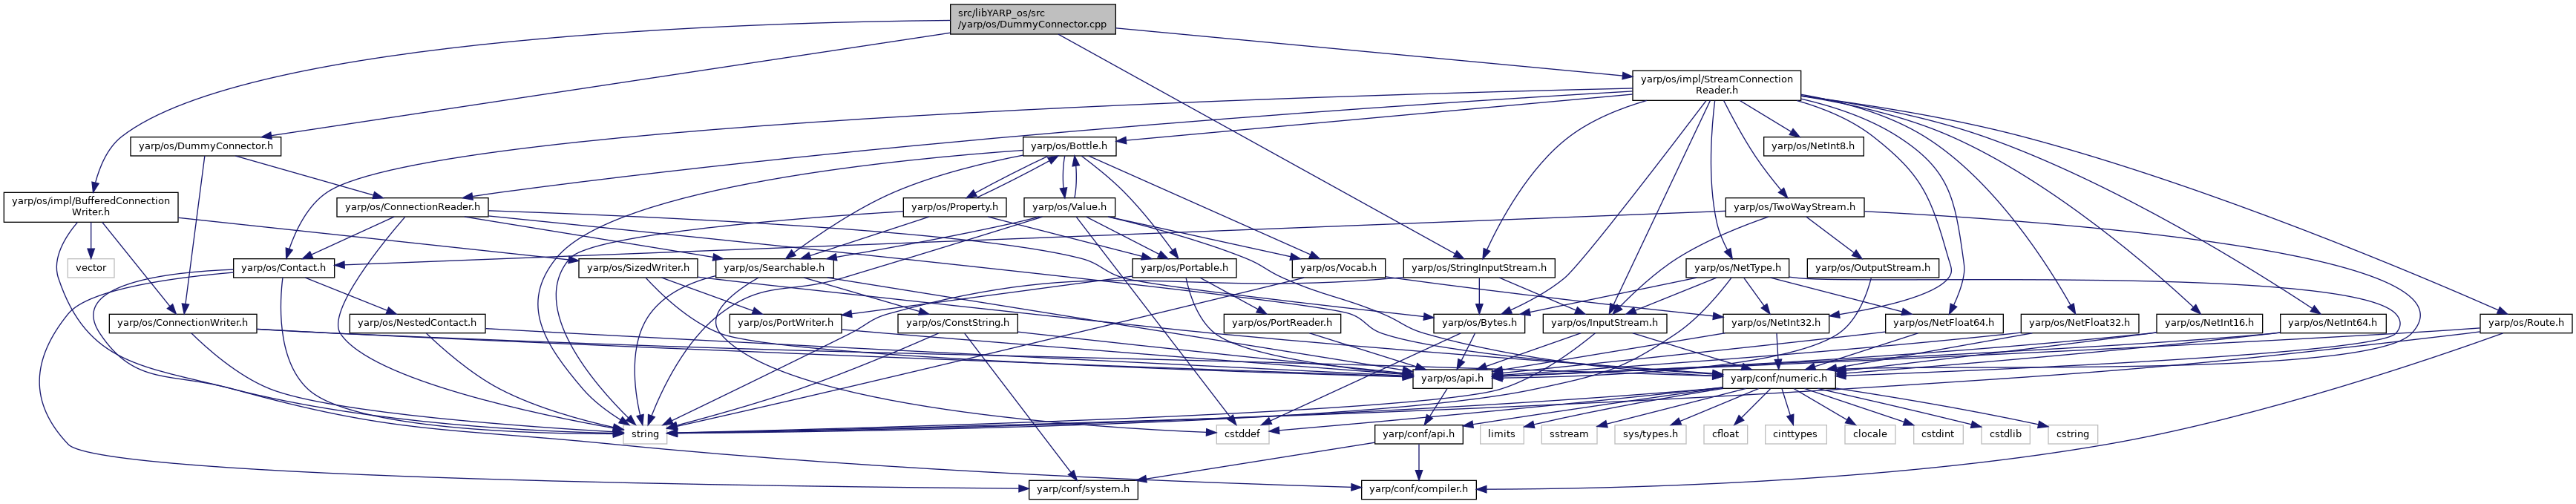 src/libYARP_os/src
/yarp/os/DummyConnector.cpp
yarp/os/impl/StreamConnection
Reader.h
yarp/os/DummyConnector.h
yarp/os/Bottle.h
yarp/os/NetInt8.h
yarp/os/impl/BufferedConnection
Writer.h
yarp/os/ConnectionReader.h
yarp/os/Property.h
yarp/os/Value.h
yarp/os/TwoWayStream.h
vector
yarp/os/Contact.h
yarp/os/SizedWriter.h
yarp/os/Searchable.h
yarp/os/Portable.h
yarp/os/Vocab.h
yarp/os/StringInputStream.h
yarp/os/NetType.h
yarp/os/OutputStream.h
yarp/os/ConnectionWriter.h
yarp/os/NestedContact.h
yarp/os/PortWriter.h
yarp/os/ConstString.h
yarp/os/PortReader.h
yarp/os/Bytes.h
yarp/os/InputStream.h
yarp/os/NetInt32.h
yarp/os/NetFloat64.h
yarp/os/NetFloat32.h
yarp/os/NetInt16.h
yarp/os/NetInt64.h
yarp/os/Route.h
yarp/os/api.h
yarp/conf/numeric.h
string
cstddef
yarp/conf/api.h
limits
sstream
sys/types.h
cfloat
cinttypes
clocale
cstdint
cstdlib
cstring
yarp/conf/system.h
yarp/conf/compiler.h